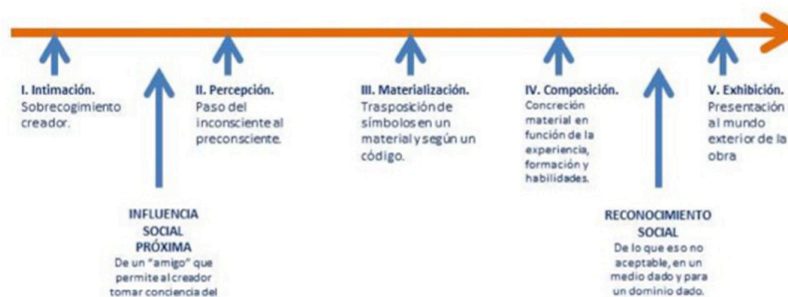 I. Intimación.
Sobrecogimiento
creador.
II. Percepción.
Paso del
inconsciente al
preconsciente.
III. Materialización.
Trasposición de
símbolos en un
material y según un
código.
IV. Composición.
Concreción
material en
función de la
experiencia,
formación y
habilidades.
V. Exhibición.
Presentación
al mundo
exterior de la
obra
INFLUENCIA
SOCIAL
PRÓXIMA
De un "amigo" que
permite al creador
tomar conciencia del
RECONOCIMIENTO
SOCIAL
De lo que es o no
aceptable, en un
medio dado y para
un dominio dado.